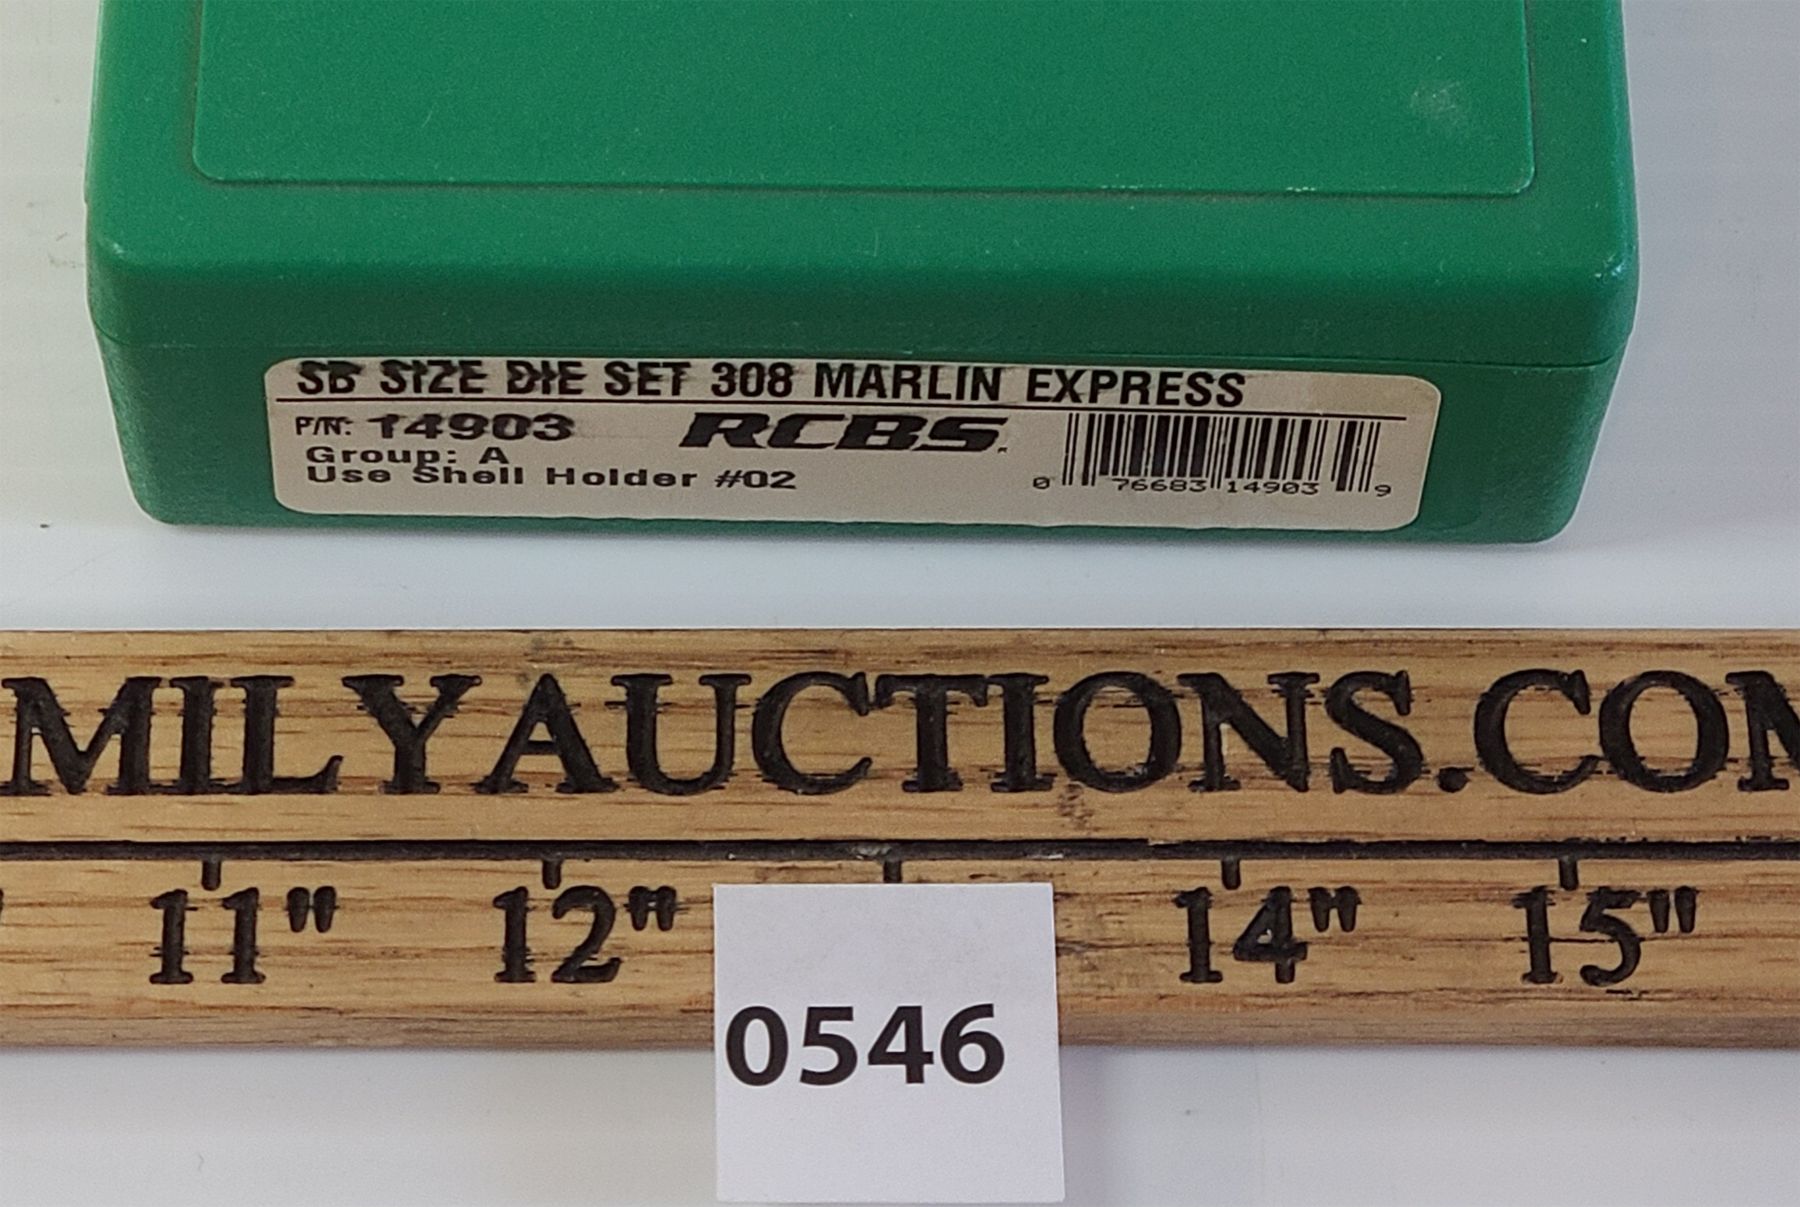 SB SIZE DIE SET 308 MARLIN EXPRESS
P/N: 14903 RCBS
Group: A
Use Shell Holder #02
0 76683 14903 9
MILYAUCTIONS.COM
11" 12" 14" 15"
0546